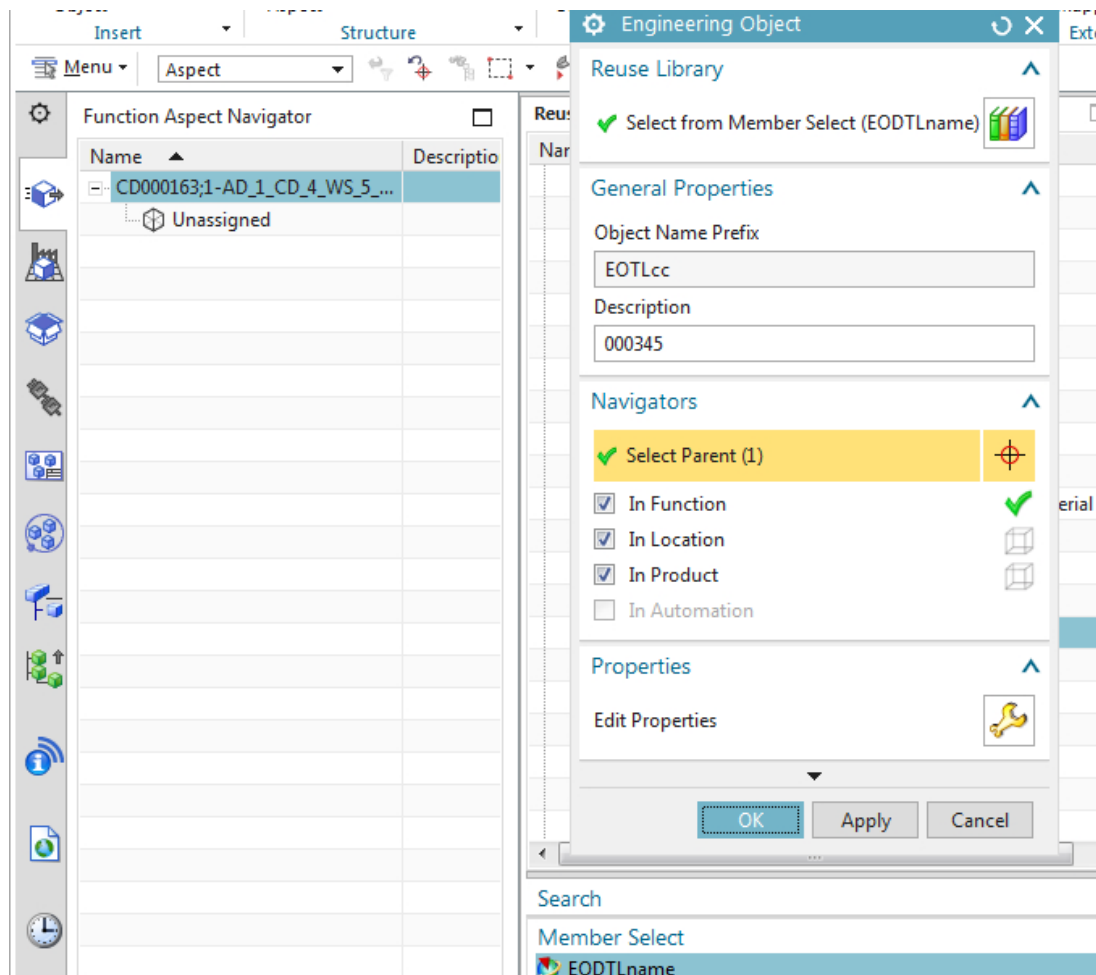 Insert
Structure
Engineering Object
Menu
Aspect
Function Aspect Navigator
Name
Descriptio
CD000163;1-AD_1_CD_4_WS_5_...
Unassigned
Reuse Library
Select from Member Select (EODTLname)
General Properties
Object Name Prefix
EOTLcc
Description
000345
Navigators
Select Parent (1)
In Function
In Location
In Product
In Automation
Properties
Edit Properties
OK
Apply
Cancel
erial
Search
Member Select
EODTLname